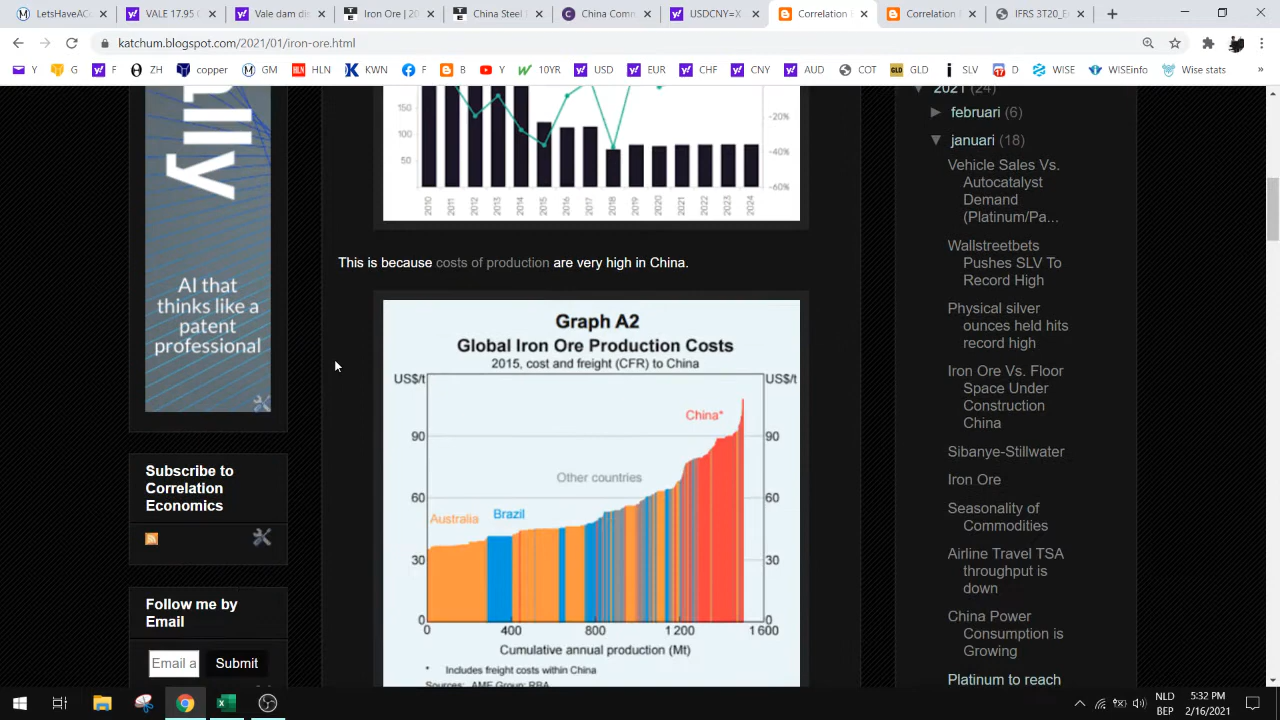 LetsHaveAC
VALE 17.95
Vale dam dis
Iron Ore | 20
China Steel
China Comm
USDCNY=X
Correlation E
Correlation
IFRS 3120_E
katchum.blogspot.com/2021/01/iron-ore.html
Y
G
F
ZH
copper
GM
HLN
KWN
F
B
Y
10YR
USD
EUR
CHF
CNY
AUD
COT
GLD
SLV
D
WISE
WISEinfo
Wise stats
ully
AI that
thinks like a
patent
professional
Subscribe to
Correlation
Economics
Follow me by
Email
Email a
Submit
150
100
50
-20%
-40%
-60%
2010 2011 2012 2013 2014 2015 2016 2017 2018 2019 2020 2021 2022 2023 2024
This is because costs of production are very high in China.
Graph A2
Global Iron Ore Production Costs
2015, cost and freight (CFR) to China
US$/t
US$/t
China*
90
90
Other countries
60
60
Australia
Brazil
30
30
0
0
0 400 800 1 200 1 600
Cumulative annual production (Mt)
* Includes freight costs within China
Sources: AME Group; RBA
2021 (24)
februari (6)
januari (18)
Vehicle Sales Vs.
Autocatalyst
Demand
(Platinum/Pa...
Wallstreetbets
Pushes SLV To
Record High
Physical silver
ounces held hits
record high
Iron Ore Vs. Floor
Space Under
Construction
China
Sibanye-Stillwater
Iron Ore
Seasonality of
Commodities
Airline Travel TSA
throughput is
down
China Power
Consumption is
Growing
Platinum to reach
NLD
BEP
5:32 PM
2/16/2021